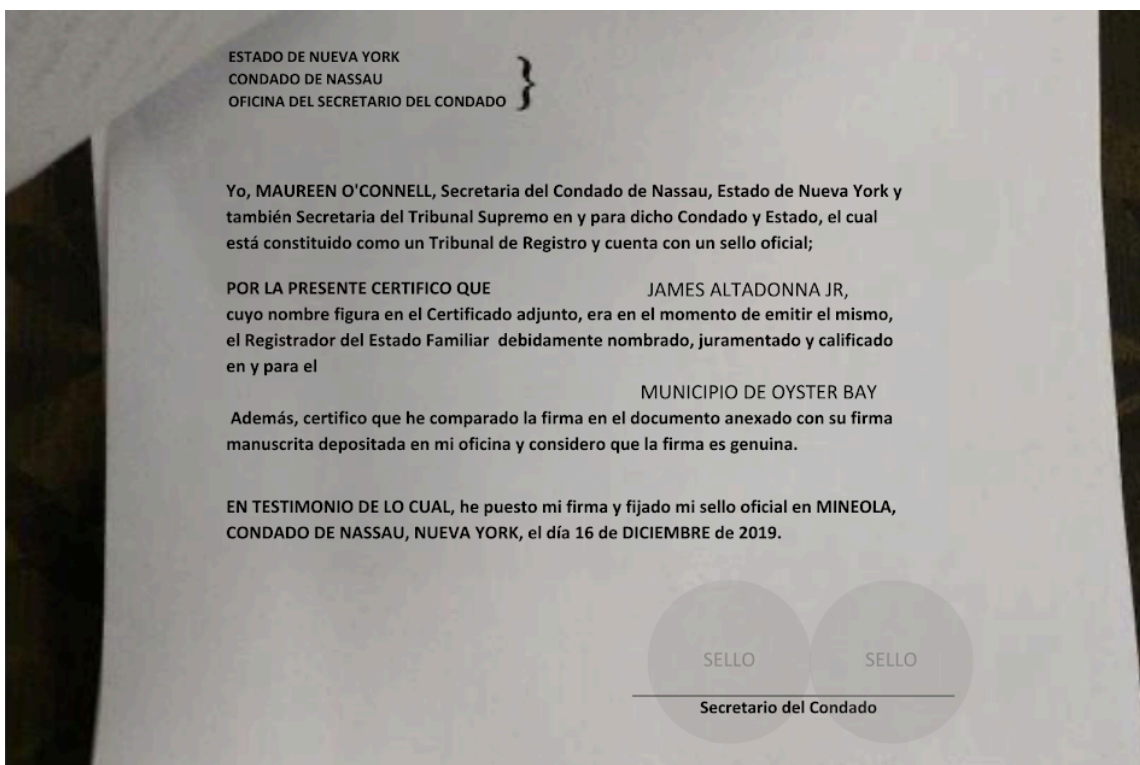 ESTADO DE NUEVA YORK
CONDADO DE NASSAU
OFICINA DEL SECRETARIO DEL CONDADO }
Yo, MAUREEN O'CONNELL, Secretaria del Condado de Nassau, Estado de Nueva York y
también Secretaria del Tribunal Supremo en y para dicho Condado y Estado, el cual
está constituido como un Tribunal de Registro y cuenta con un sello oficial;
POR LA PRESENTE CERTIFICO QUE JAMES ALTADONNA JR,
cuyo nombre figura en el Certificado adjunto, era en el momento de emitir el mismo,
el Registrador del Estado Familiar debidamente nombrado, juramentado y calificado
en y para el
MUNICIPIO DE OYSTER BAY
Además, certifico que he comparado la firma en el documento anexado con su firma
manuscrita depositada en mi oficina y considero que la firma es genuina.
EN TESTIMONIO DE LO CUAL, he puesto mi firma y fijado mi sello oficial en MINEOLA,
CONDADO DE NASSAU, NUEVA YORK, el día 16 de DICIEMBRE de 2019.
SELLO SELLO
Secretario del Condado